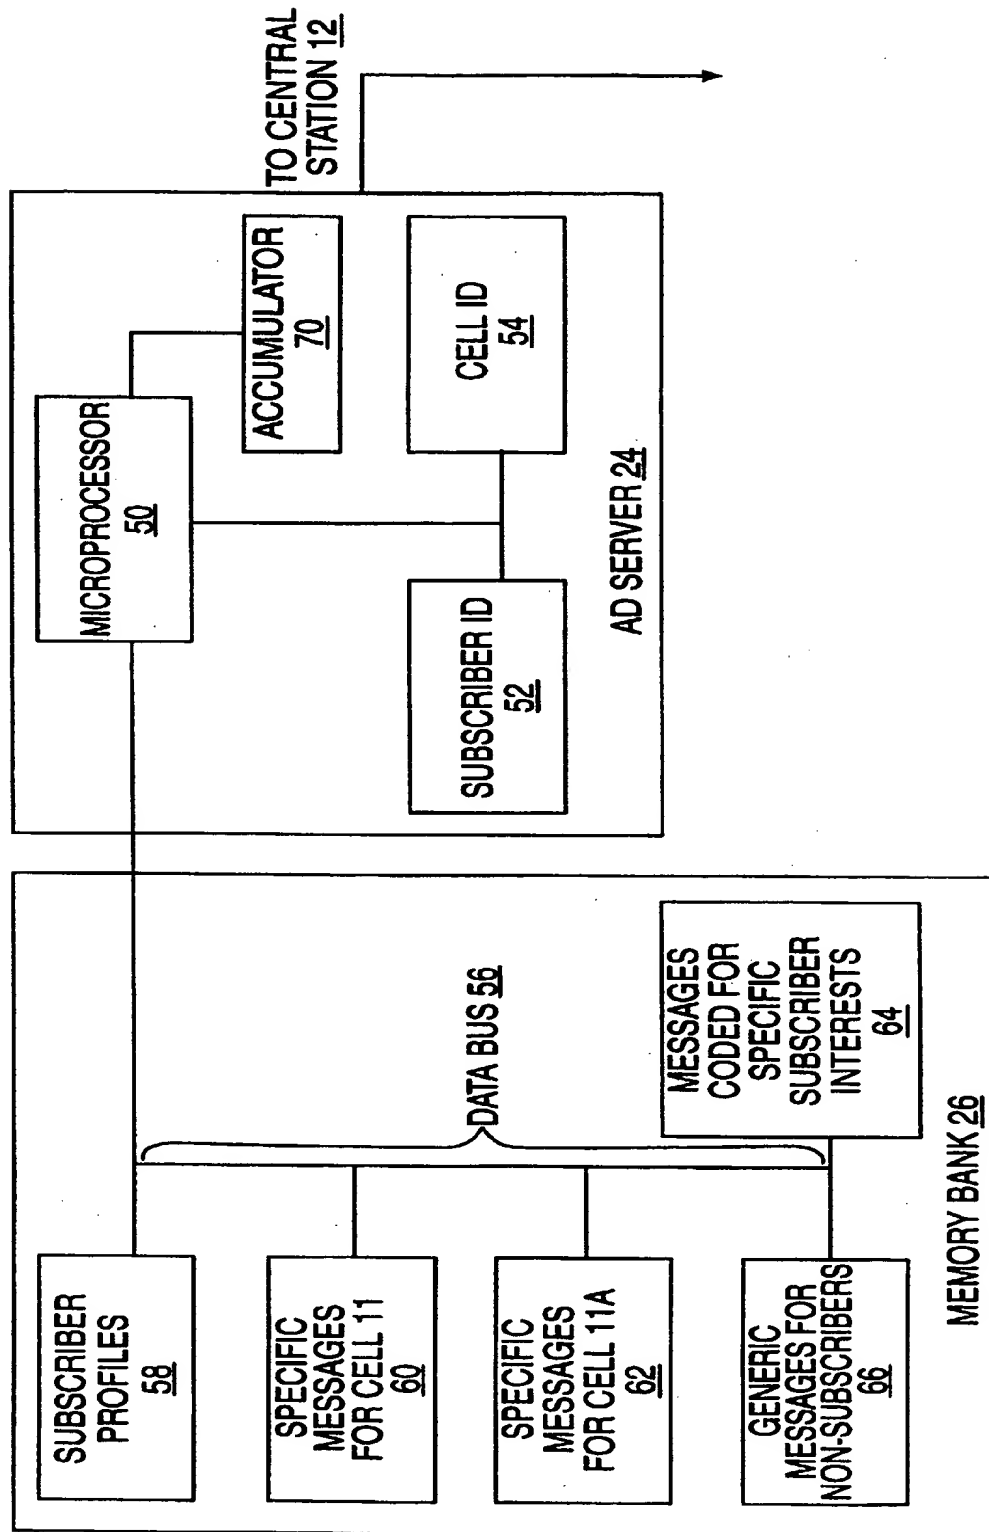 SUBSCRIBER
PROFILES
58
SPECIFIC
MESSAGES
FOR CELL 11
60
SPECIFIC
MESSAGES
FOR CELL 11A
62
GENERIC
MESSAGES FOR
NON-SUBSCRIBERS
66
DATA BUS 56
MESSAGES
CODED FOR
SPECIFIC
SUBSCRIBER
INTERESTS
64
MEMORY BANK 26
MICROPROCESSOR
50
ACCUMULATOR
70
SUBSCRIBER ID
52
CELL ID
54
AD SERVER 24
TO CENTRAL
STATION 12